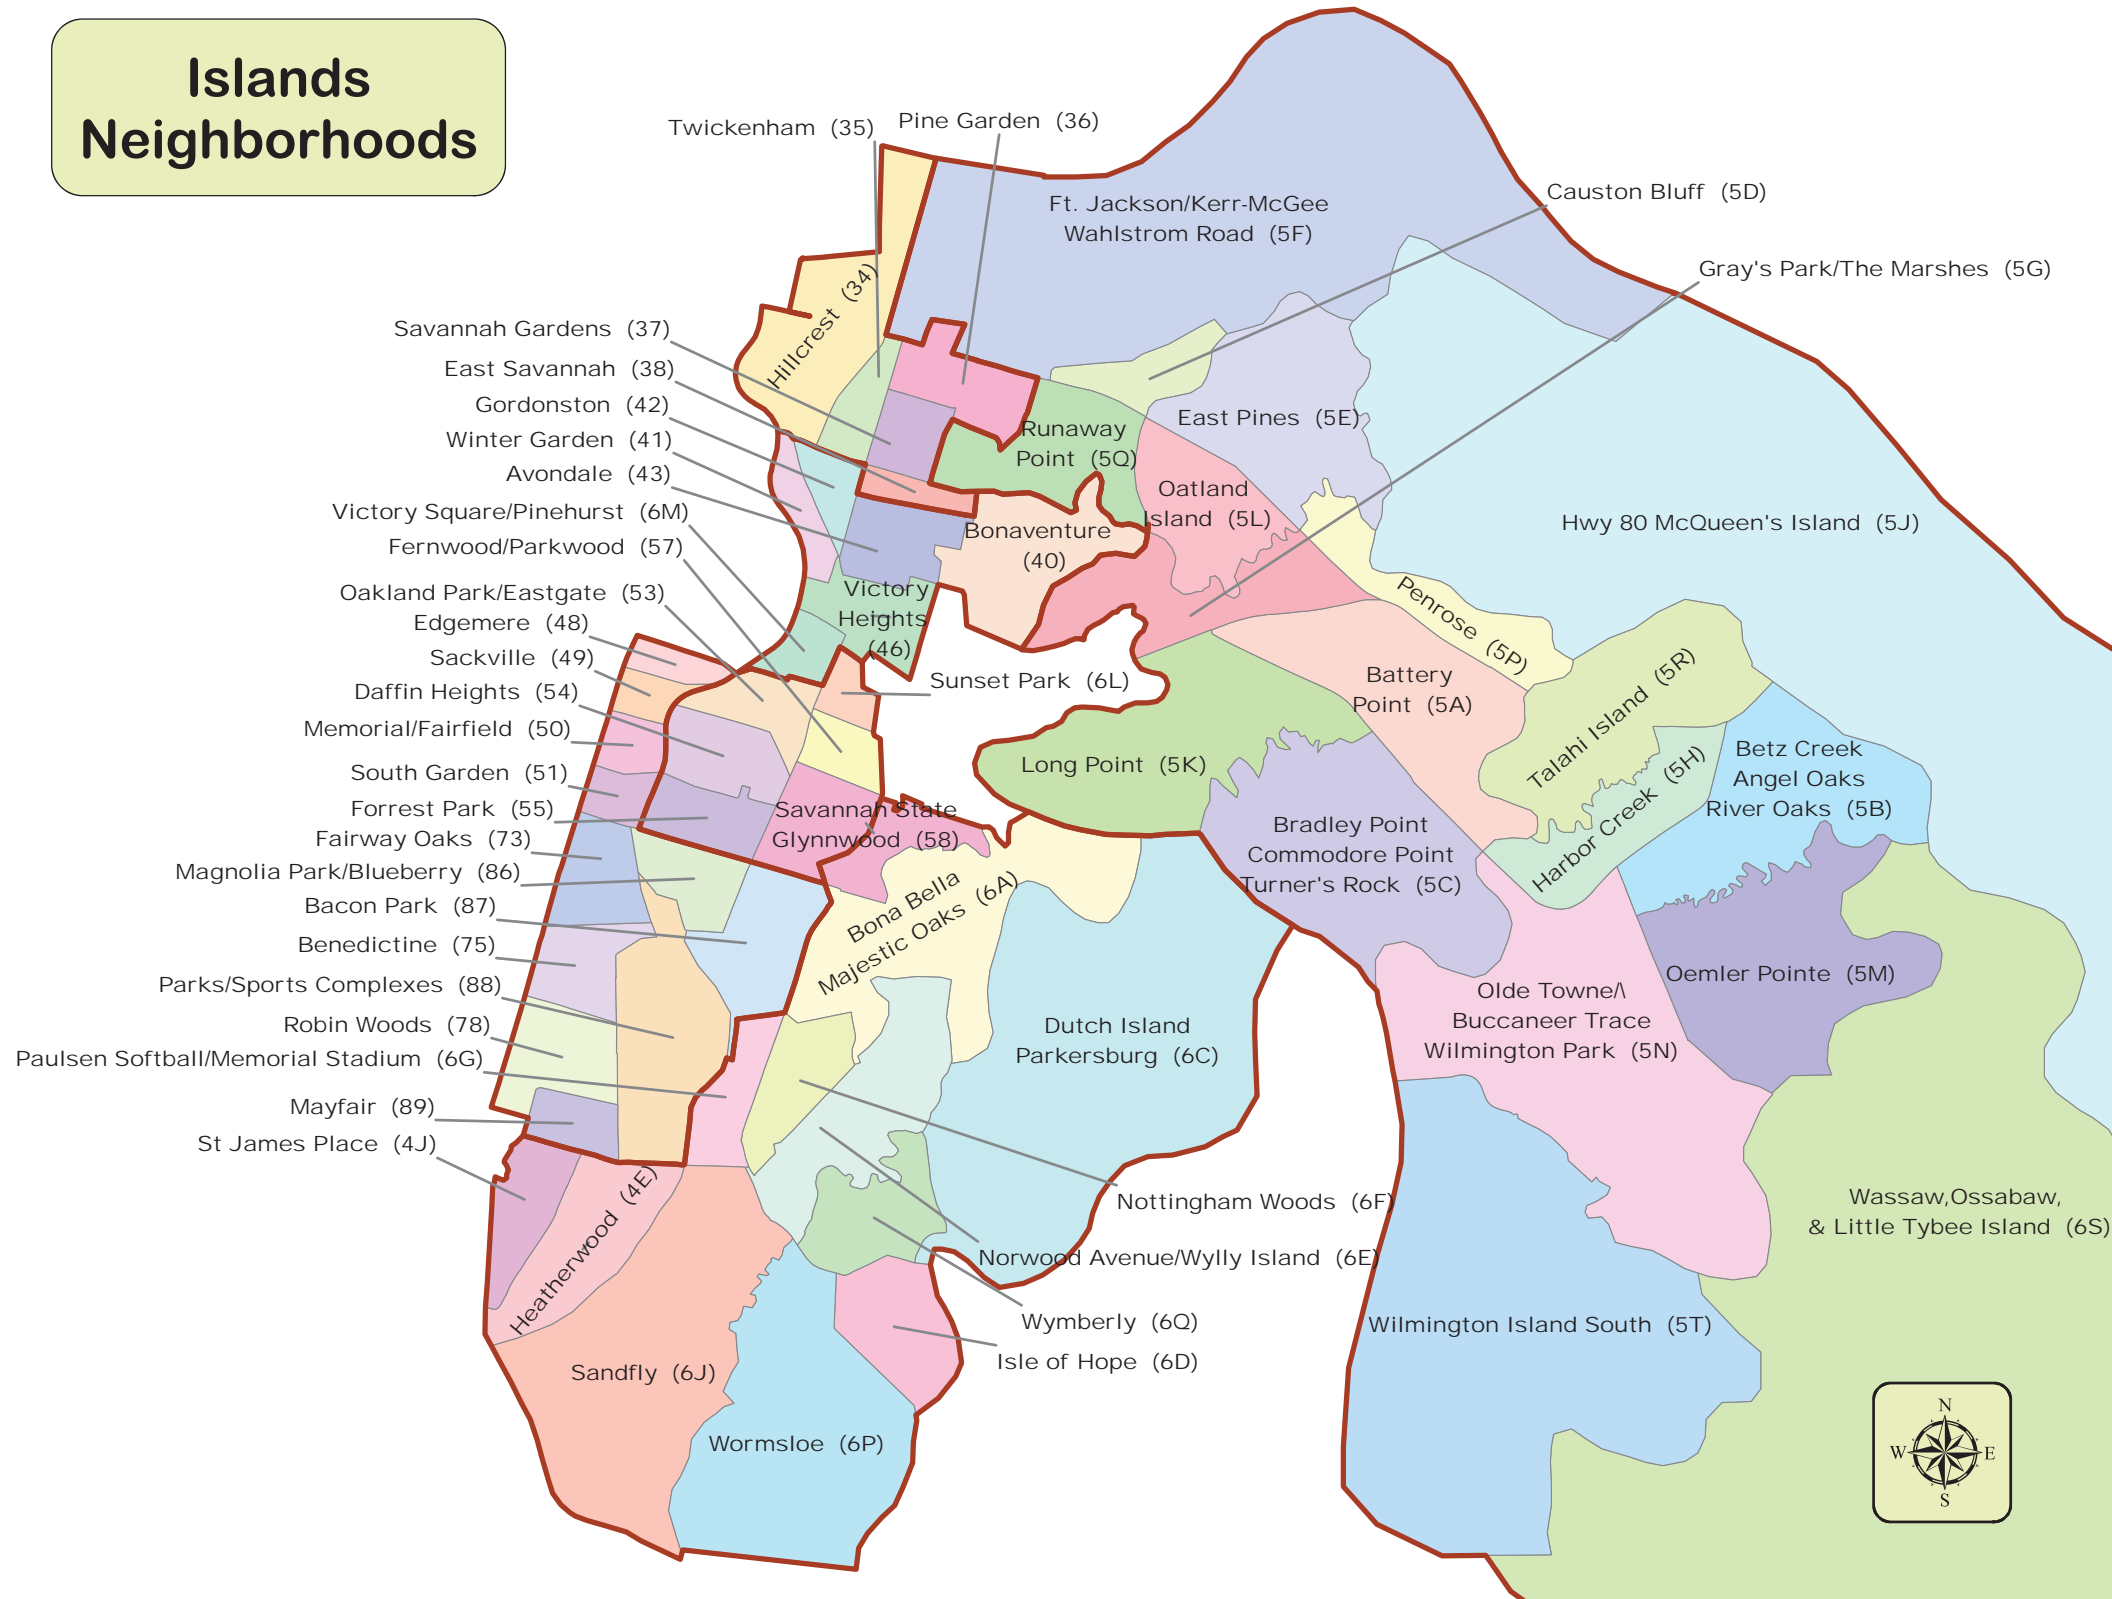 Islands
Neighborhoods
Twickenham (35)
Pine Garden (36)
Ft. Jackson/Kerr-McGee
Wahlstrom Road (5F)
Causton Bluff (5D)
Gray's Park/The Marshes (5G)
Hillcrest (34)
Savannah Gardens (37)
East Savannah (38)
Gordonston (42)
Winter Garden (41)
Avondale (43)
Victory Square/Pinehurst (6M)
Fernwood/Parkwood (57)
Oakland Park/Eastgate (53)
Edgemere (48)
Sackville (49)
Daffin Heights (54)
Memorial/Fairfield (50)
South Garden (51)
Forrest Park (55)
Fairway Oaks (73)
Magnolia Park/Blueberry (86)
Bacon Park (87)
Benedictine (75)
Parks/Sports Complexes (88)
Robin Woods (78)
Paulsen Softball/Memorial Stadium (6G)
Mayfair (89)
St James Place (4J)
East Pines (5E)
Runaway
Point (5Q)
Oatland
Island (5L)
Bonaventure
(40)
Hwy 80 McQueen's Island (5J)
Victory
Heights
(46)
Penrose (5P)
Sunset Park (6L)
Battery
Point (5A)
Talahi Island (5R)
Long Point (5K)
Harbor Creek (5H)
Betz Creek
Angel Oaks
River Oaks (5B)
Savannah State
Glynnwood (58)
Bradley Point
Commodore Point
Turner's Rock (5C)
Bona Bella
Majestic Oaks (6A)
Oemler Pointe (5M)
Olde Towne/\
Buccaneer Trace
Wilmington Park (5N)
Dutch Island
Parkersburg (6C)
Heatherwood (4E)
Nottingham Woods (6F)
Norwood Avenue/Wylly Island (6E)
Wymberly (6Q)
Isle of Hope (6D)
Wassaw,Ossabaw,
& Little Tybee Island (6S)
Wilmington Island South (5T)
Sandfly (6J)
Wormsloe (6P)
N
W
E
S